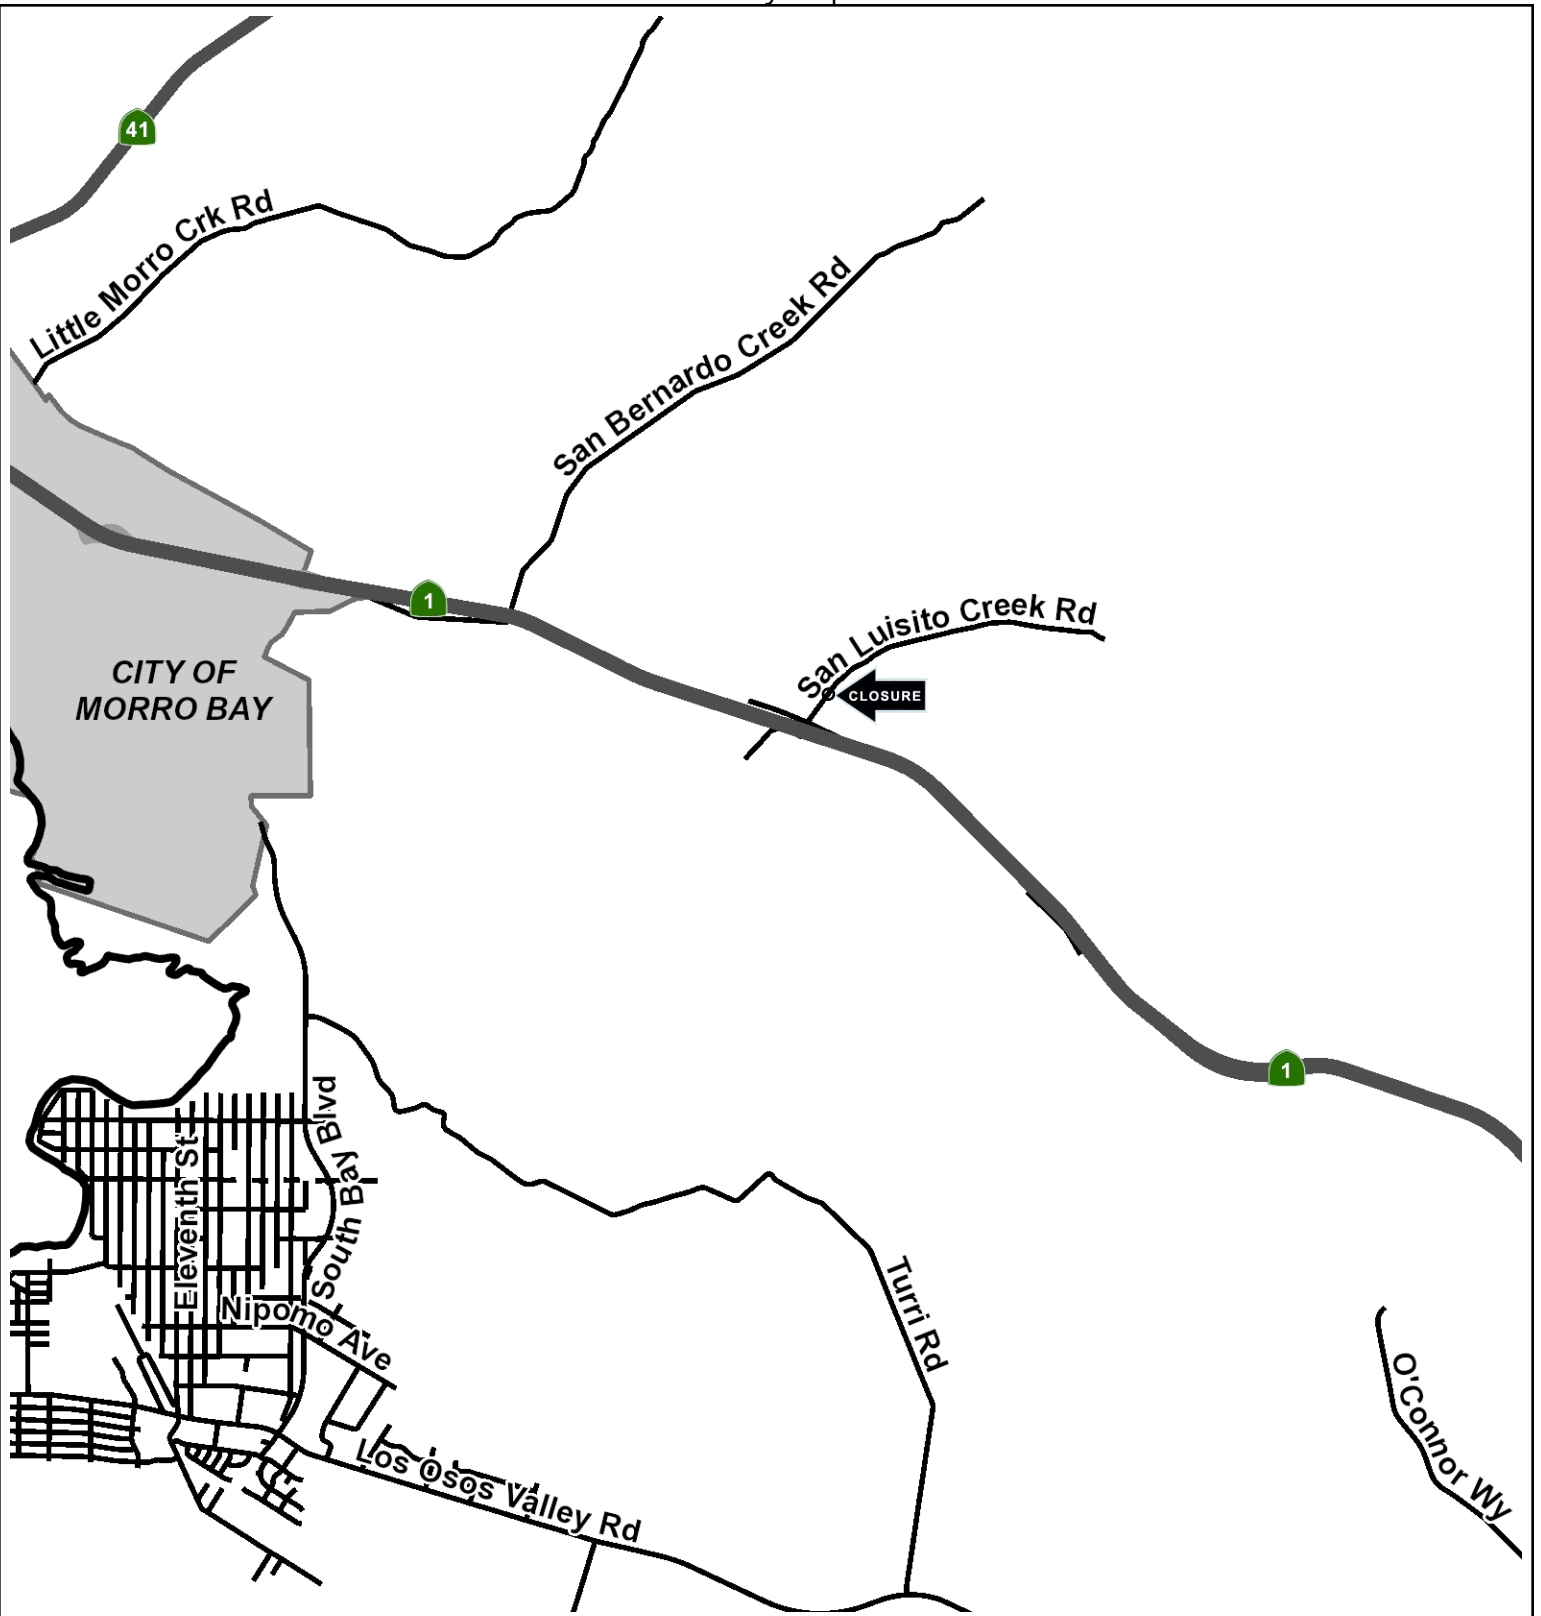 41
Little Morro Crk Rd
San Bernardo Creek Rd
1
San Luisito Creek Rd
CLOSURE
CITY OF
MORRO BAY
1
South Bay Blvd
Eleventh St
Nipomo Ave
Turri Rd
O'Connor Wy
Los Osos Valley Rd